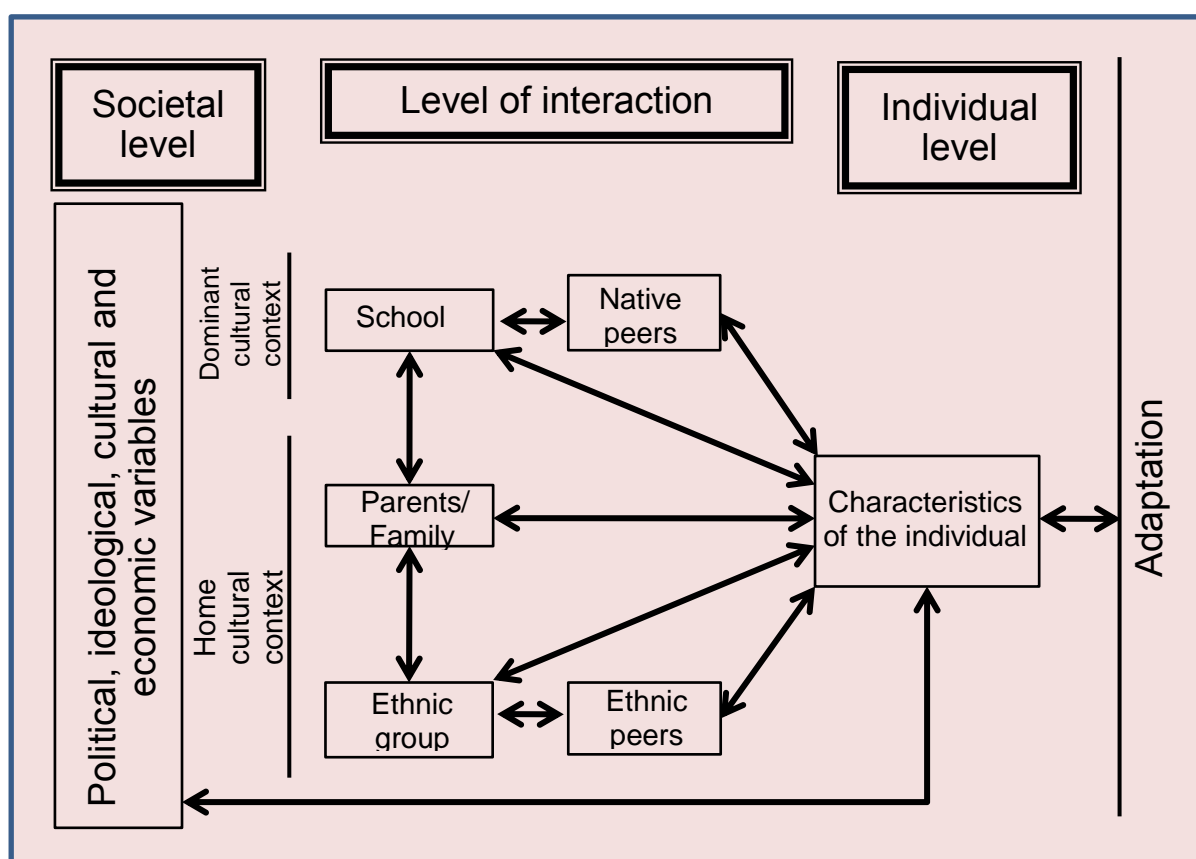 Societal
level
Level of interaction
Individual
level
Political, ideological, cultural and
economic variables
Dominant
cultural
context
School
Native
peers
Home
cultural
context
Parents/
Family
Characteristics
of the individual
Adaptation
Ethnic
group
Ethnic
peers